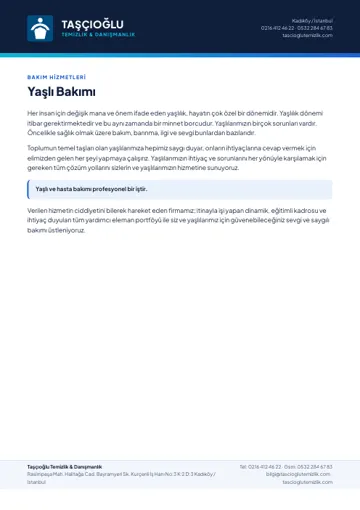 TAŞÇIOĞLU
TEMİZLİK & DANIŞMANLIK
Kadıköy / İstanbul
0216 412 46 22 · 0532 284 67 83
tascioglutemizlik.com
BAKIM HİZMETLERİ
Yaşlı Bakımı
Her insan için değişik mana ve önem ifade eden yaşlılık, hayatın çok özel bir dönemidir. Yaşlılık dönemi
itibar gerektirmektedir ve bu aynı zamanda bir minnet borcudur. Yaşlılarımızın birçok sorunları vardır.
Öncelikle sağlık olmak üzere bakım, barınma, ilgi ve sevgi bunlardan bazılarıdır.
Toplumun temel taşları olan yaşlılarımıza hepimiz saygı duyar, onların ihtiyaçlarına cevap vermek için
elimizden gelen her şeyi yapmaya çalışırız. Yaşlılarımızın ihtiyaç ve sorunlarını her yönüyle karşılamak için
gereken tüm çözüm yollarını sizlerin ve yaşlılarımızın hizmetine sunuyoruz.
Yaşlı ve hasta bakımı profesyonel bir iştir.
Verilen hizmetin ciddiyetini bilerek hareket eden firmamız; itinayla işi yapan dinamik, eğitimli kadrosu ve
ihtiyaç duyulan tüm yardımcı eleman portföyü ile siz ve yaşlılarımız için güvenebileceğiniz sevgi ve saygılı
bakımı üstleniyoruz.
Taşçıoğlu Temizlik & Danışmanlık
Rasimpaşa Mah. Halitağa Cad. Bayramyeri Sk. Kurçenli İş Hanı No:3 K:2 D:3 Kadıköy /
İstanbul
Tel: 0216 412 46 22 · Gsm: 0532 284 67 83
bilgi@tascioglutemizlik.com ·
tascioglutemizlik.com